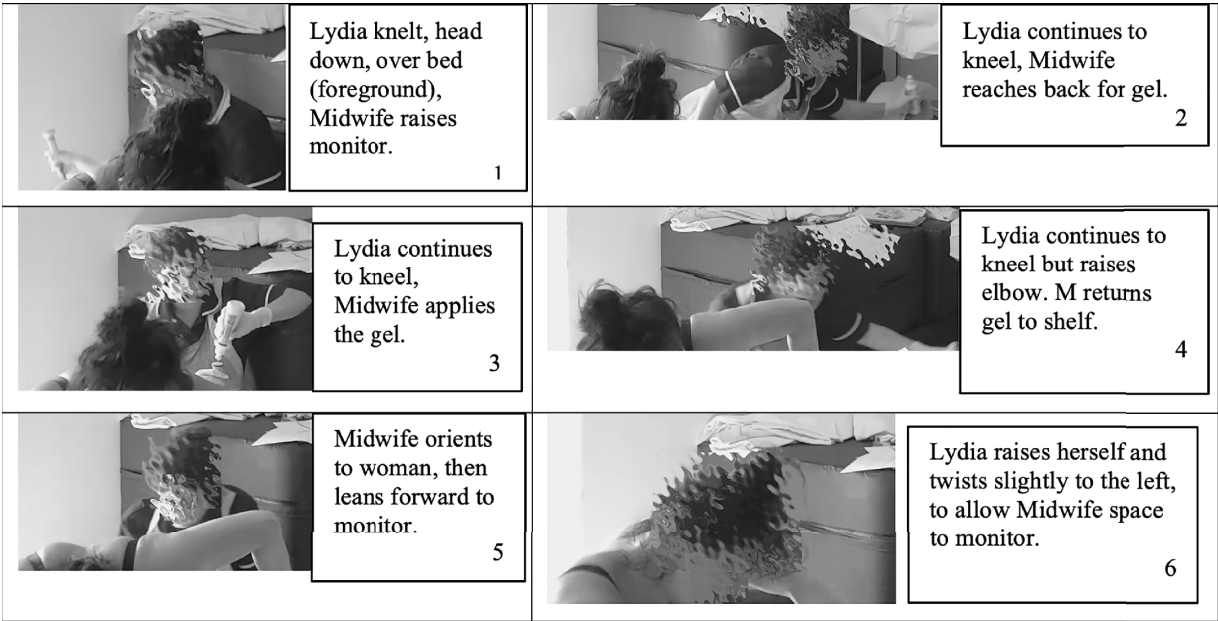 Lydia knelt, head
down, over bed
(foreground),
Midwife raises
monitor.
1
Lydia continues to
kneel, Midwife
reaches back for gel.
2
Lydia continues
to kneel,
Midwife applies
the gel.
3
Lydia continues to
kneel but raises
elbow. M returns
gel to shelf.
4
Midwife orients
to woman, then
leans forward to
monitor.
5
Lydia raises herself and
twists slightly to the left,
to allow Midwife space
to monitor.
6